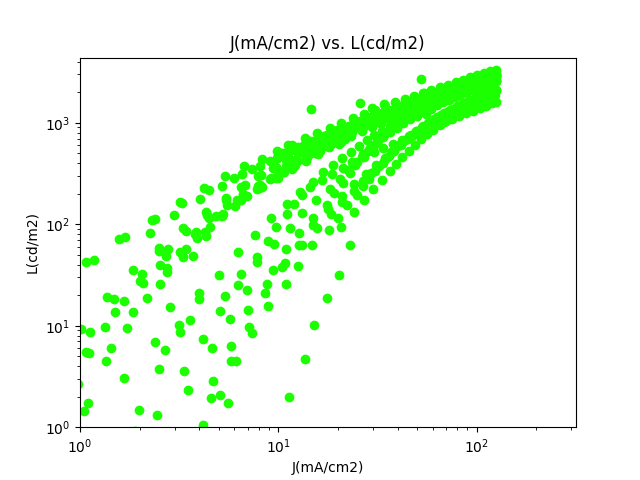 J(mA/cm2) vs. L(cd/m2)
L(cd/m2)
10³
10²
10¹
10⁰
10⁰ 10¹ 10²
J(mA/cm2)